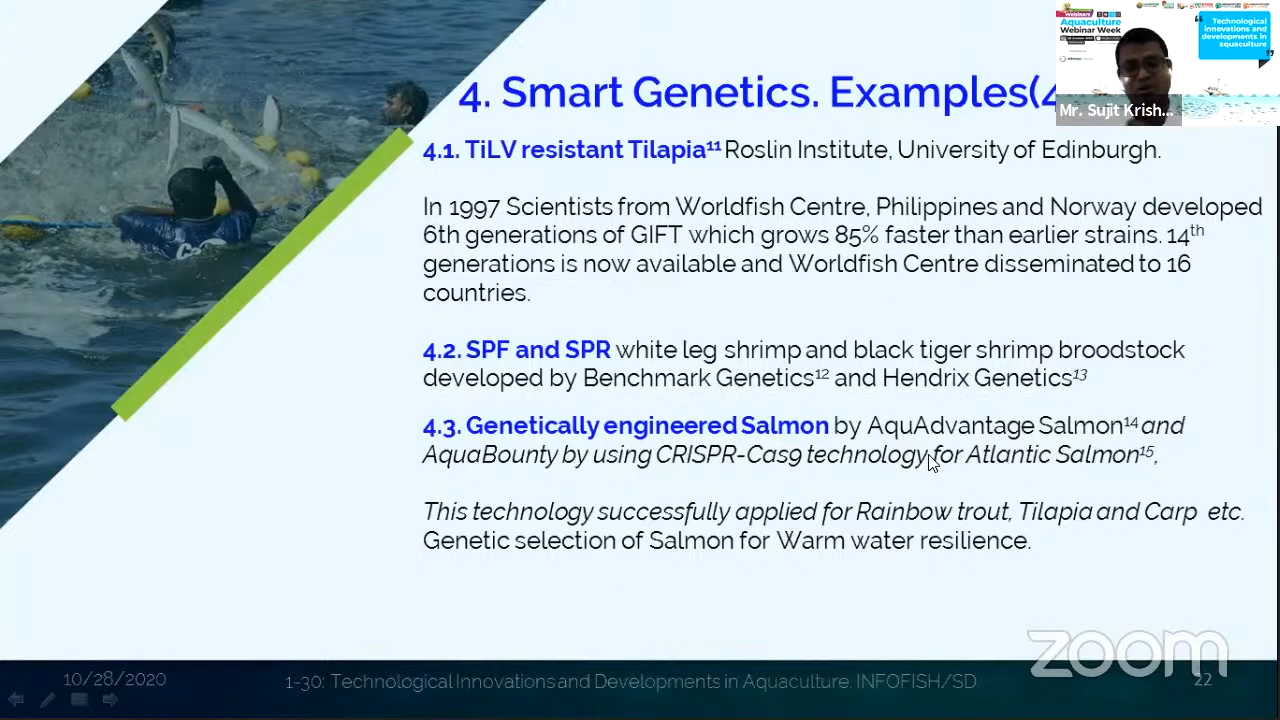 Webinars
Aquaculture
Webinar Week
Technological
innovations and
developments in
aquaculture
Mr. Sujit Krish...
4. Smart Genetics. Examples(4
4.1. TiLV resistant Tilapia¹¹ Roslin Institute, University of Edinburgh.
In 1997 Scientists from Worldfish Centre, Philippines and Norway developed
6th generations of GIFT which grows 85% faster than earlier strains. 14th
generations is now available and Worldfish Centre disseminated to 16
countries.
4.2. SPF and SPR white leg shrimp and black tiger shrimp broodstock
developed by Benchmark Genetics¹² and Hendrix Genetics¹³
4.3. Genetically engineered Salmon by AquAdvantage Salmon¹⁴ and
AquaBounty by using CRISPR-Cas9 technology for Atlantic Salmon¹⁵,
This technology successfully applied for Rainbow trout, Tilapia and Carp etc.
Genetic selection of Salmon for Warm water resilience.
zoom
10/28/2020
1-30: Technological Innovations and Developments in Aquaculture. INFOFISH/SD
22